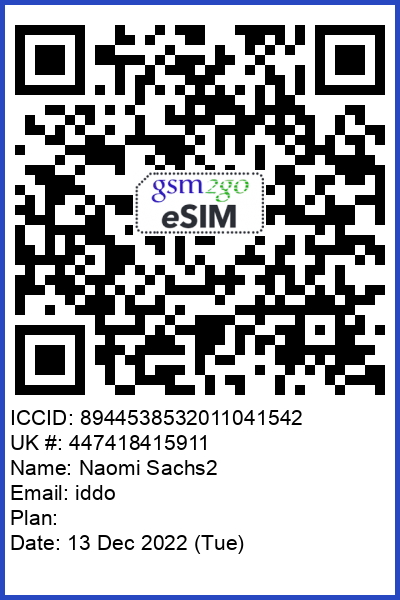 gsm2go
eSIM
ICCID: 8944538532011041542
UK #: 447418415911
Name: Naomi Sachs2
Email: iddo
Plan:
Date: 13 Dec 2022 (Tue)